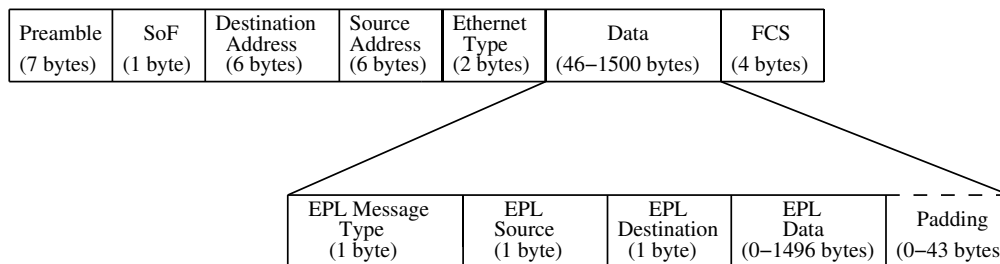 Preamble
(7 bytes)
SoF
(1 byte)
Destination
Address
(6 bytes)
Source
Address
(6 bytes)
Ethernet
Type
(2 bytes)
Data
(46−1500 bytes)
FCS
(4 bytes)
EPL Message
Type
(1 byte)
EPL
Source
(1 byte)
EPL
Destination
(1 byte)
EPL
Data
(0−1496 bytes)
Padding
(0−43 bytes